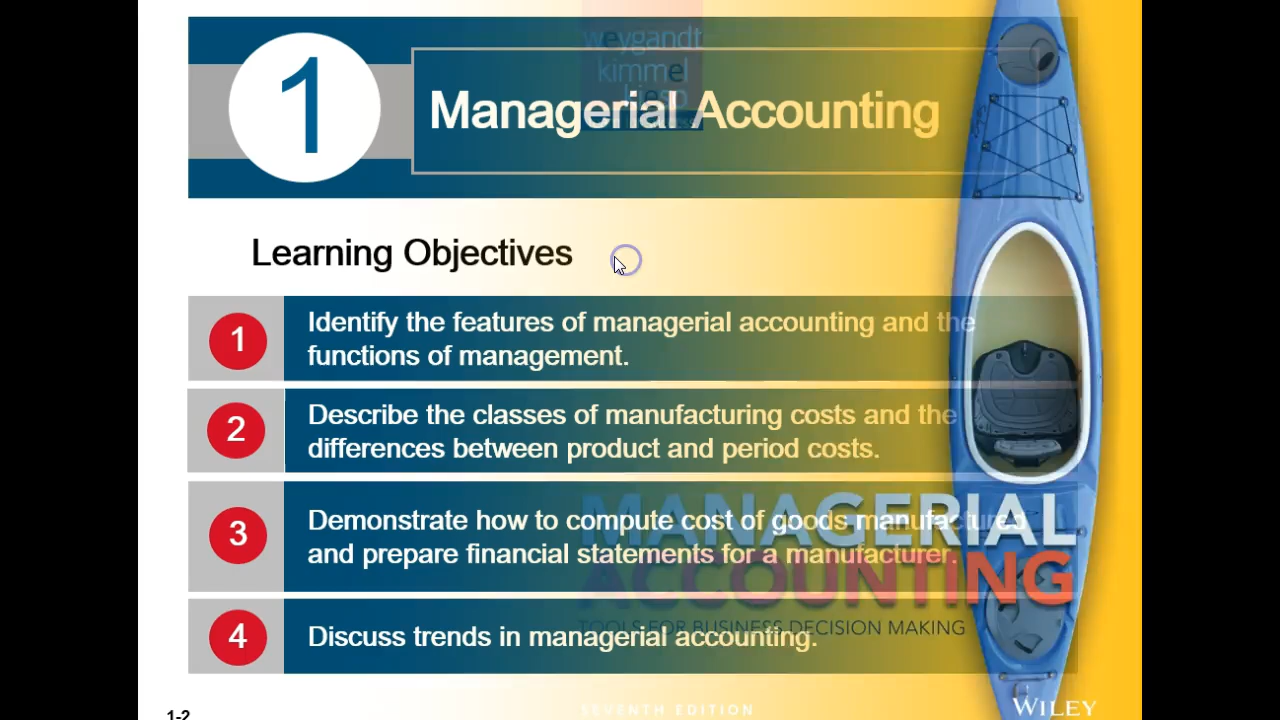 weygandt
kimmel
kieso
1
Managerial Accounting
Learning Objectives
1
Identify the features of managerial accounting and the
functions of management.
2
Describe the classes of manufacturing costs and the
differences between product and period costs.
3
Demonstrate how to compute cost of goods manufactured
and prepare financial statements for a manufacturer.
MANAGERIAL
ACCOUNTING
TOOLS FOR BUSINESS DECISION MAKING
4
Discuss trends in managerial accounting.
1-2
SEVENTH EDITION
WILEY